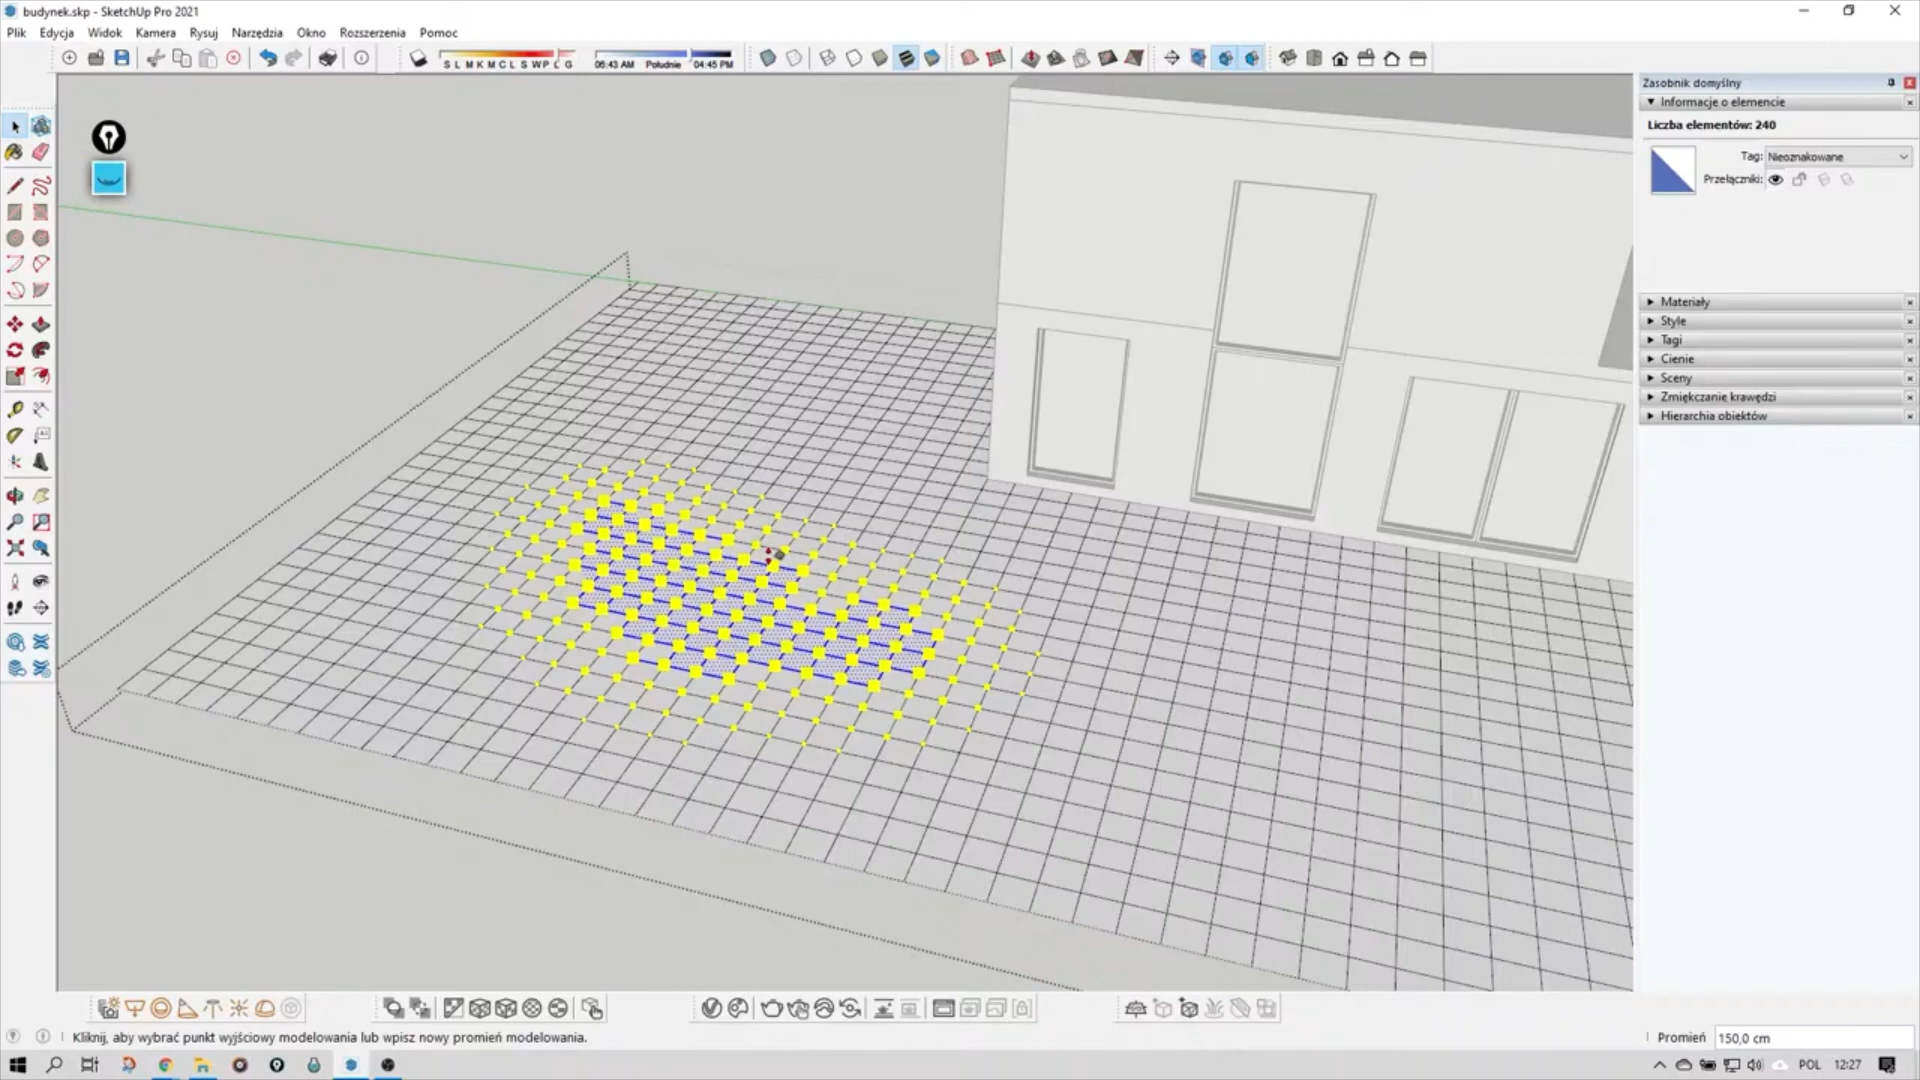 budynek.skp - SketchUp Pro 2021
Plik Edycja Widok Kamera Rysuj Narzędzia Okno Rozszerzenia Pomoc
S L M K M C L S W P L G
06:43 AM Południe 04:45 PM
Zasobnik domyślny
Informacje o elemencie
Liczba elementów: 240
Tag: Nieoznakowane
Przełączniki:
Materiały
Style
Tagi
Cienie
Sceny
Zmiękczanie krawędzi
Hierarchia obiektów
Kliknij, aby wybrać punkt wyjściowy modelowania lub wpisz nowy promień modelowania.
Promień 150,0 cm
POL 12:27